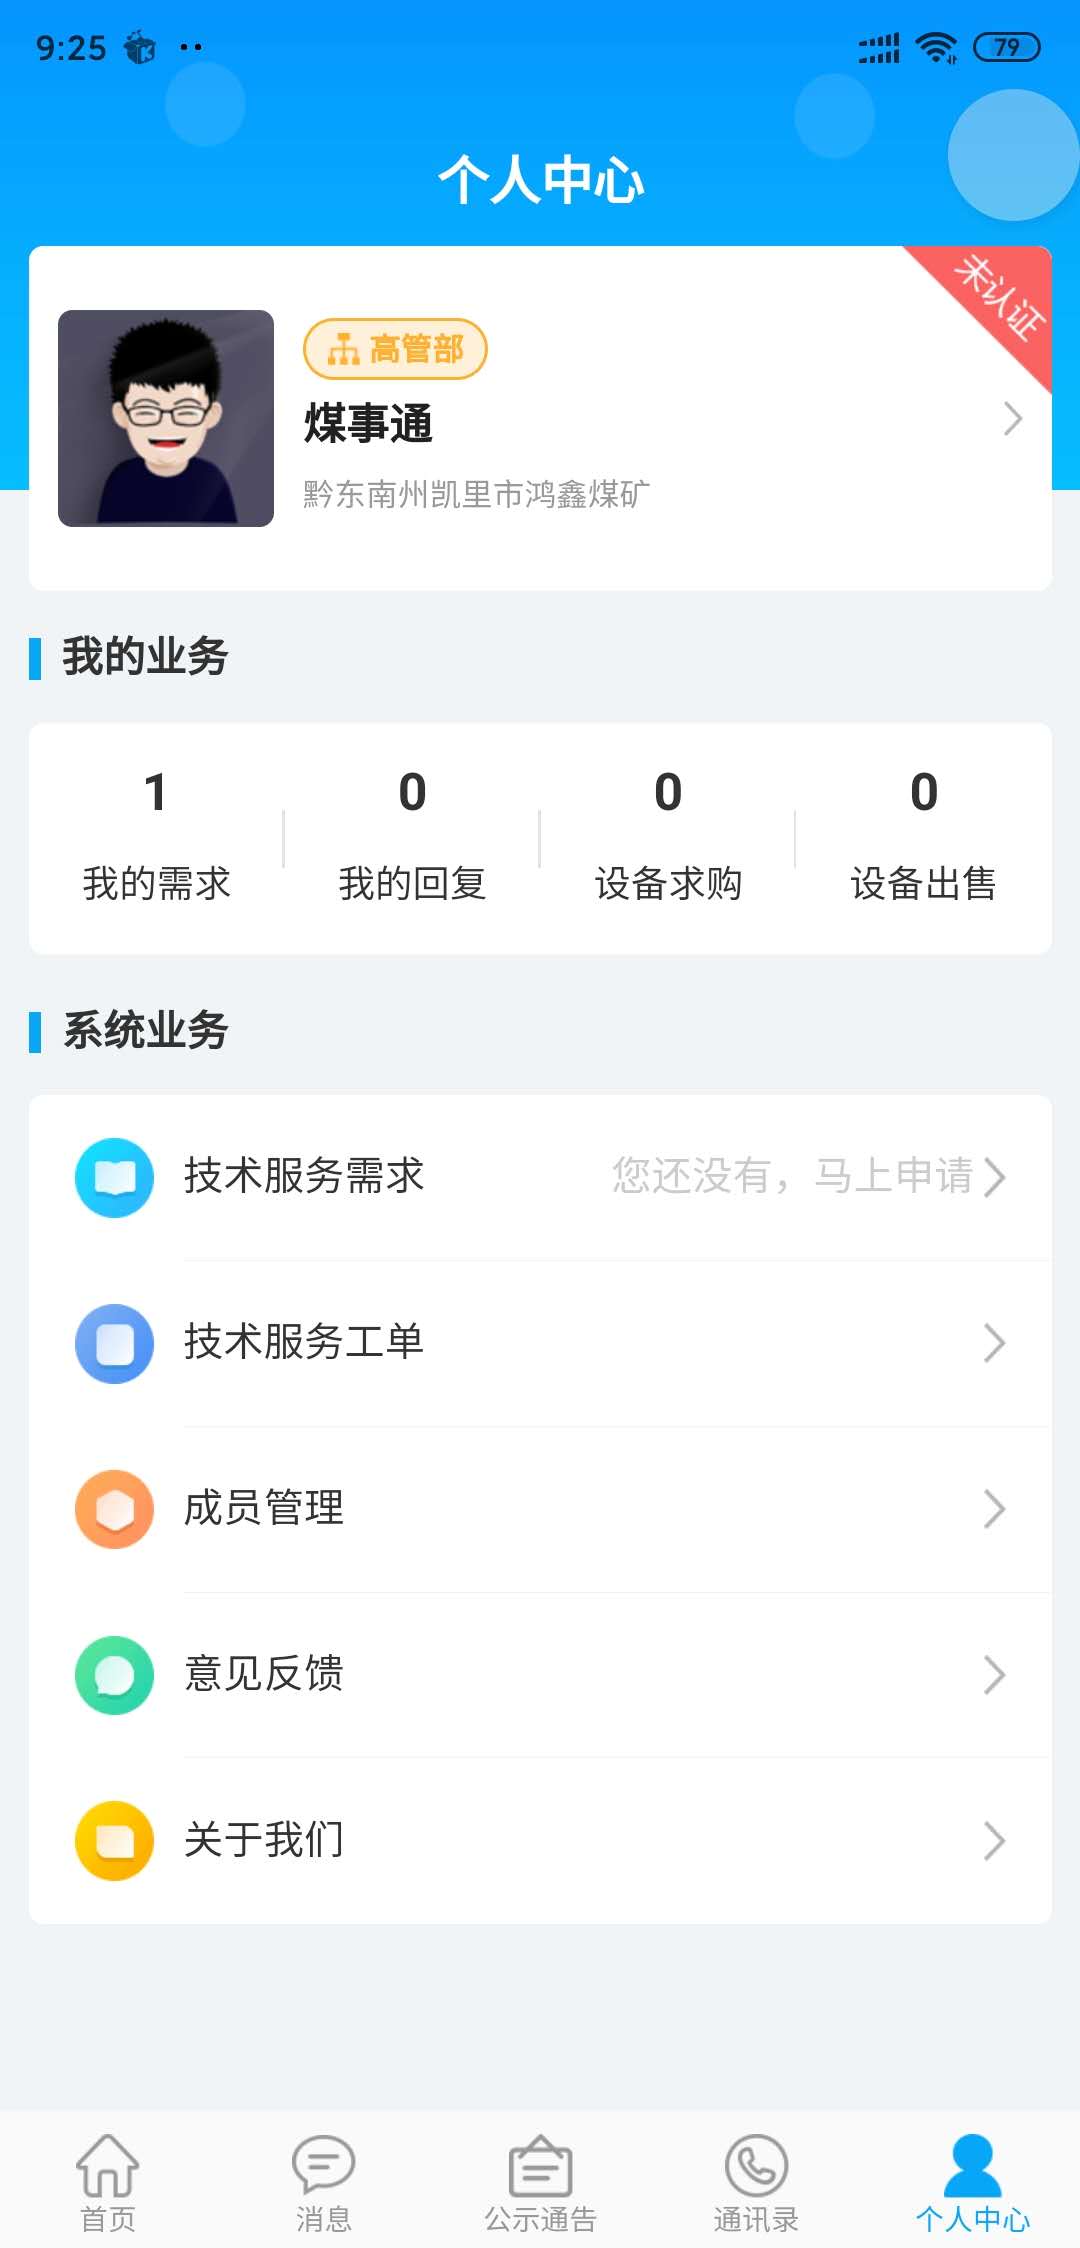 9:25
79
个人中心
未认证
高管部
煤事通
黔东南州凯里市鸿鑫煤矿
我的业务
1 0 0 0
我的需求 我的回复 设备求购 设备出售
系统业务
技术服务需求 您还没有，马上申请
技术服务工单
成员管理
意见反馈
关于我们
首页 消息 公示通告 通讯录 个人中心